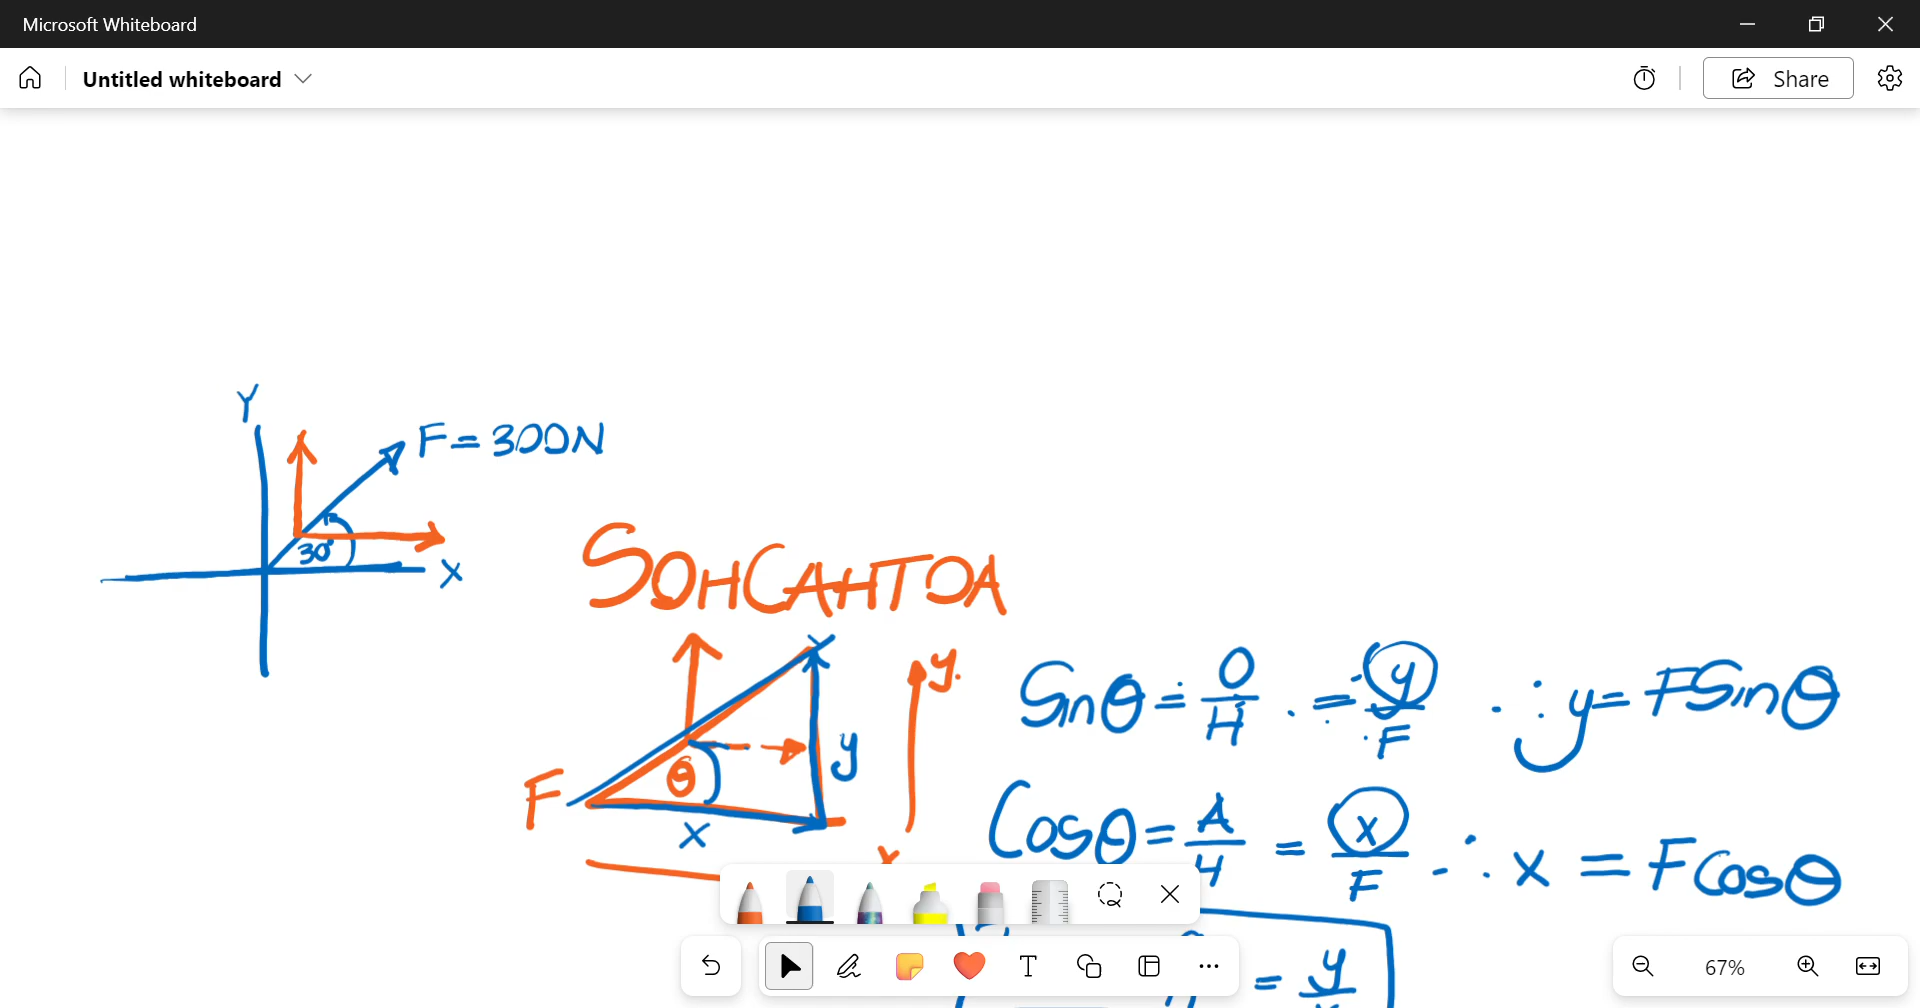 Microsoft Whiteboard
Untitled whiteboard
Share
Y
F = 300N
30°
X
SOHCAHTOA
y.
Sinθ = O/H = y/F ∴ y = FSinθ
F
θ
y
x
x
Cosθ = A/H = x/F ∴ x = FCosθ
= y
T
67%